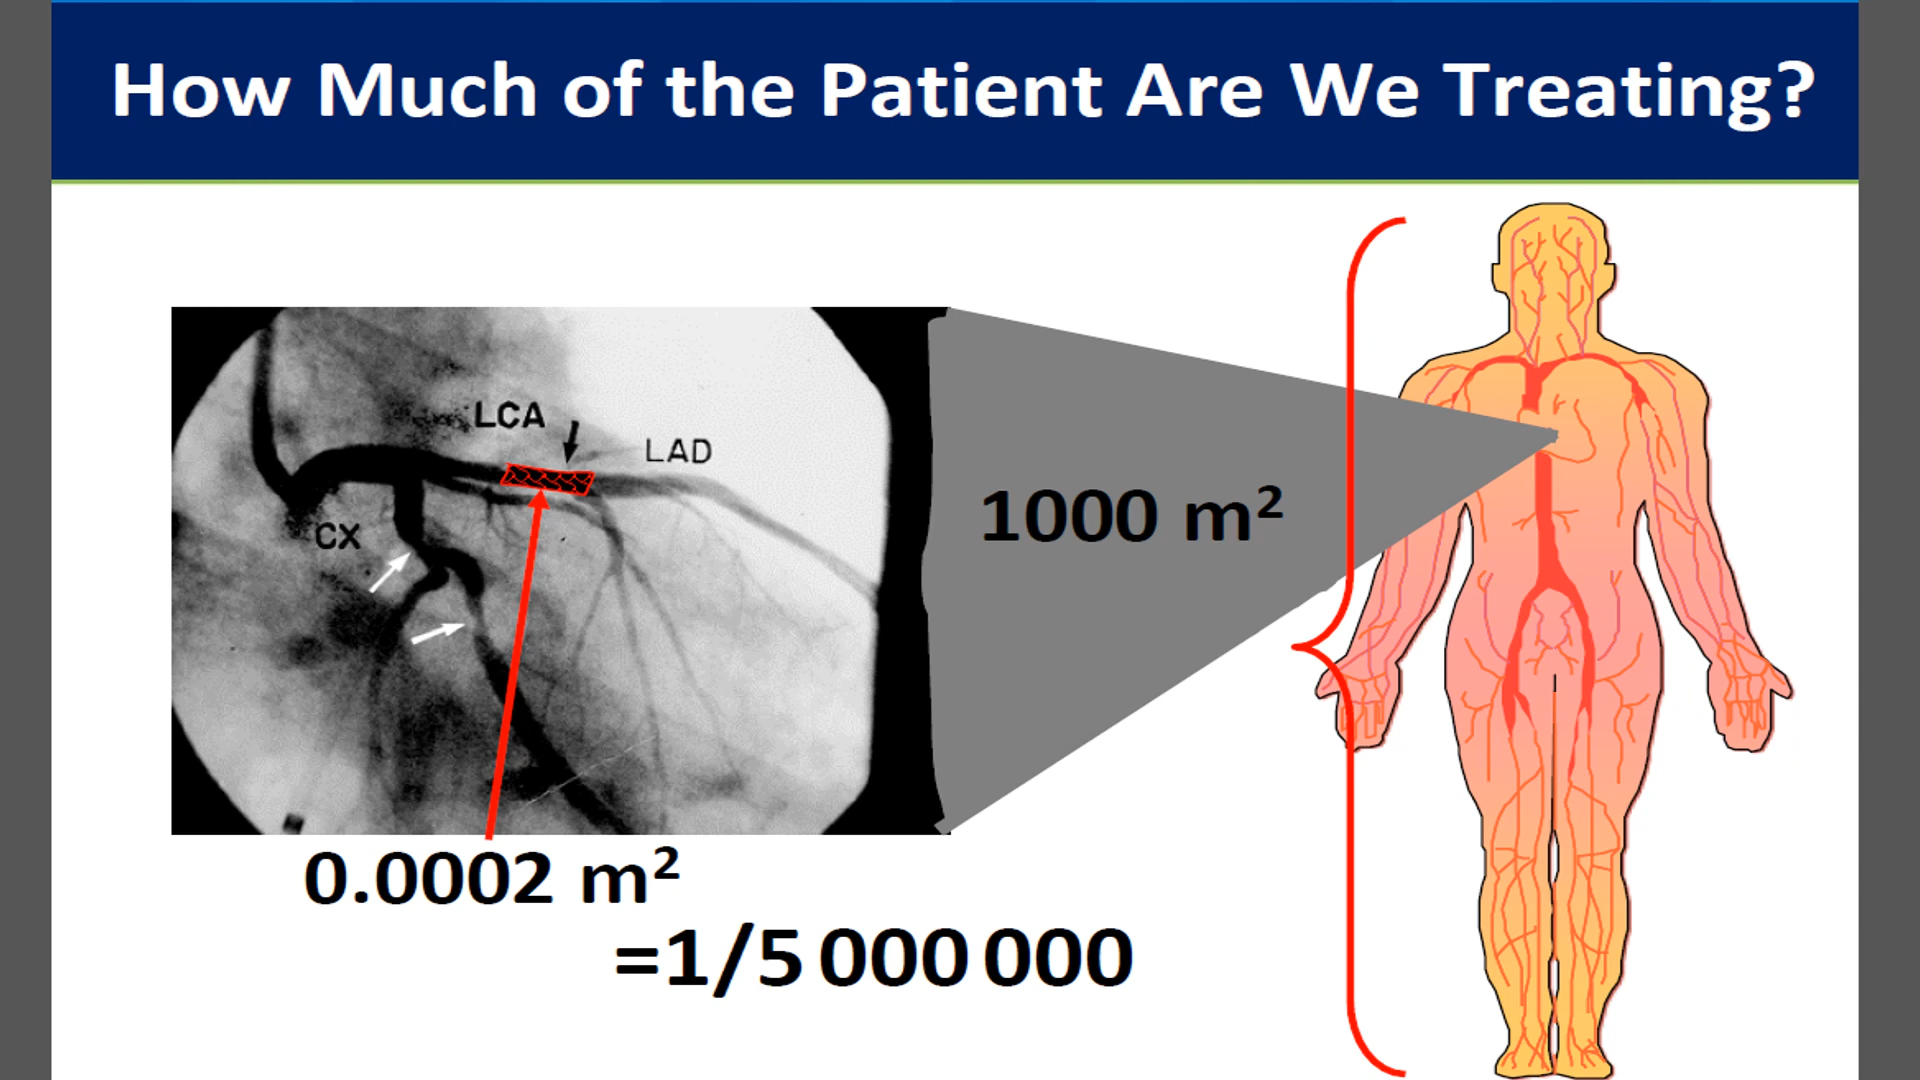 How Much of the Patient Are We Treating?
LCA
LAD
CX
1000 m²
0.0002 m²
=1/5 000 000